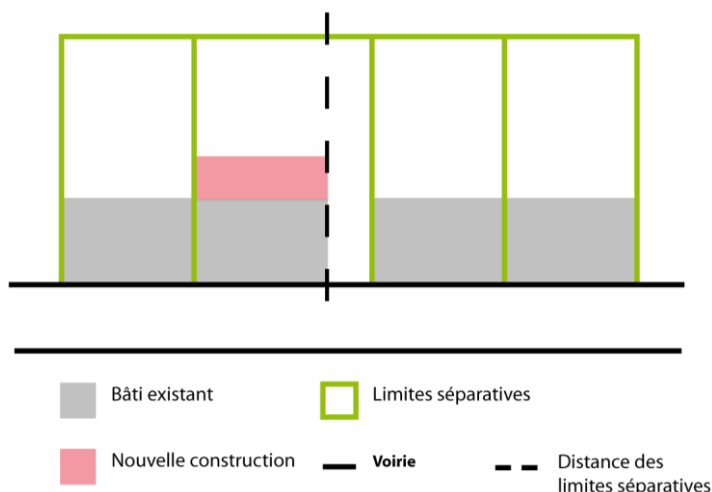 Bâti existant
Limites séparatives
Nouvelle construction
Voirie
Distance des
limites séparatives